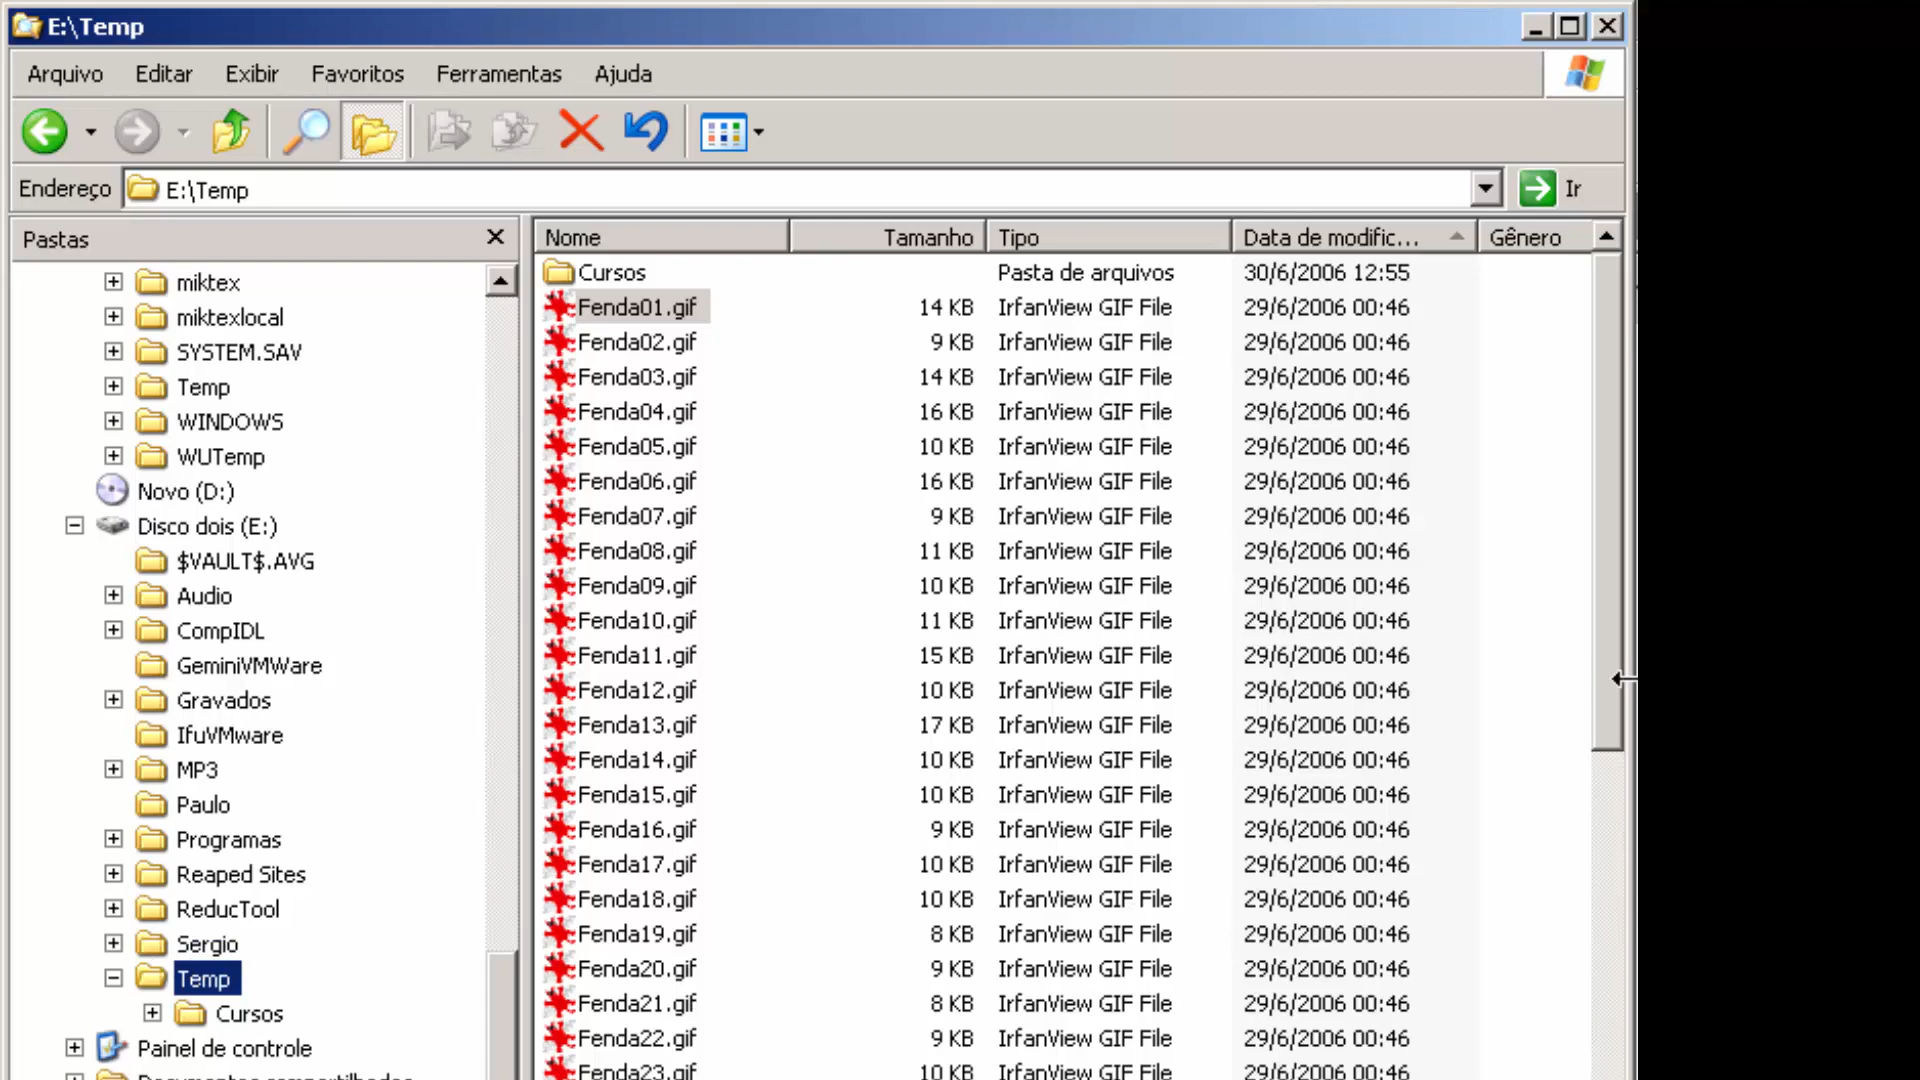 E:\Temp
Arquivo Editar Exibir Favoritos Ferramentas Ajuda
Endereço E:\Temp Ir
Pastas
miktex
miktexlocal
SYSTEM.SAV
Temp
WINDOWS
WUTemp
Novo (D:)
Disco dois (E:)
$VAULT$.AVG
Audio
CompIDL
GeminiVMWare
Gravados
IfuVMware
MP3
Paulo
Programas
Reaped Sites
ReducTool
Sergio
Temp
Cursos
Painel de controle
Documentos compartilhados
Nome Tamanho Tipo Data de modific... Gênero
Cursos Pasta de arquivos 30/6/2006 12:55
Fenda01.gif 14 KB IrfanView GIF File 29/6/2006 00:46
Fenda02.gif 9 KB IrfanView GIF File 29/6/2006 00:46
Fenda03.gif 14 KB IrfanView GIF File 29/6/2006 00:46
Fenda04.gif 16 KB IrfanView GIF File 29/6/2006 00:46
Fenda05.gif 10 KB IrfanView GIF File 29/6/2006 00:46
Fenda06.gif 16 KB IrfanView GIF File 29/6/2006 00:46
Fenda07.gif 9 KB IrfanView GIF File 29/6/2006 00:46
Fenda08.gif 11 KB IrfanView GIF File 29/6/2006 00:46
Fenda09.gif 10 KB IrfanView GIF File 29/6/2006 00:46
Fenda10.gif 11 KB IrfanView GIF File 29/6/2006 00:46
Fenda11.gif 15 KB IrfanView GIF File 29/6/2006 00:46
Fenda12.gif 10 KB IrfanView GIF File 29/6/2006 00:46
Fenda13.gif 17 KB IrfanView GIF File 29/6/2006 00:46
Fenda14.gif 10 KB IrfanView GIF File 29/6/2006 00:46
Fenda15.gif 10 KB IrfanView GIF File 29/6/2006 00:46
Fenda16.gif 9 KB IrfanView GIF File 29/6/2006 00:46
Fenda17.gif 10 KB IrfanView GIF File 29/6/2006 00:46
Fenda18.gif 10 KB IrfanView GIF File 29/6/2006 00:46
Fenda19.gif 8 KB IrfanView GIF File 29/6/2006 00:46
Fenda20.gif 9 KB IrfanView GIF File 29/6/2006 00:46
Fenda21.gif 8 KB IrfanView GIF File 29/6/2006 00:46
Fenda22.gif 9 KB IrfanView GIF File 29/6/2006 00:46
Fenda23.gif 10 KB IrfanView GIF File 29/6/2006 00:46